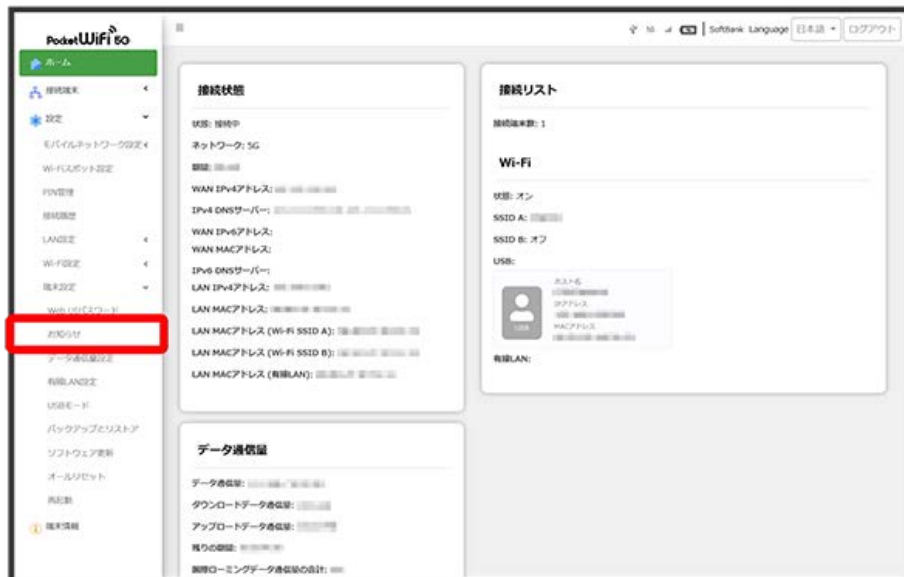 Pocket WiFi 5G
5G
SoftBank Language 日本語 ログアウト
ホーム
接続端末
設定
モバイルネットワーク設定
Wi-Fiスポット設定
PIN管理
接続履歴
LAN設定
Wi-Fi設定
端末設定
Web UIパスワード
お知らせ
データ通信量設定
有線LAN設定
USBモード
バックアップとリストア
ソフトウェア更新
オールリセット
再起動
端末情報
接続状態
状態: 接続中
ネットワーク: 5G
期間:
WAN IPv4アドレス:
IPv4 DNSサーバー:
WAN IPv6アドレス:
WAN MACアドレス:
IPv6 DNSサーバー:
LAN IPv4アドレス:
LAN MACアドレス:
LAN MACアドレス (Wi-Fi SSID A):
LAN MACアドレス (Wi-Fi SSID B):
LAN MACアドレス (有線LAN):
データ通信量
データ通信量:
ダウンロードデータ通信量:
アップロードデータ通信量:
残りの期間:
国際ローミングデータ通信量の合計:
接続リスト
接続端末数: 1
Wi-Fi
状態: オン
SSID A:
SSID B: オフ
USB:
ホスト名
IPアドレス
MACアドレス
USB
有線LAN: